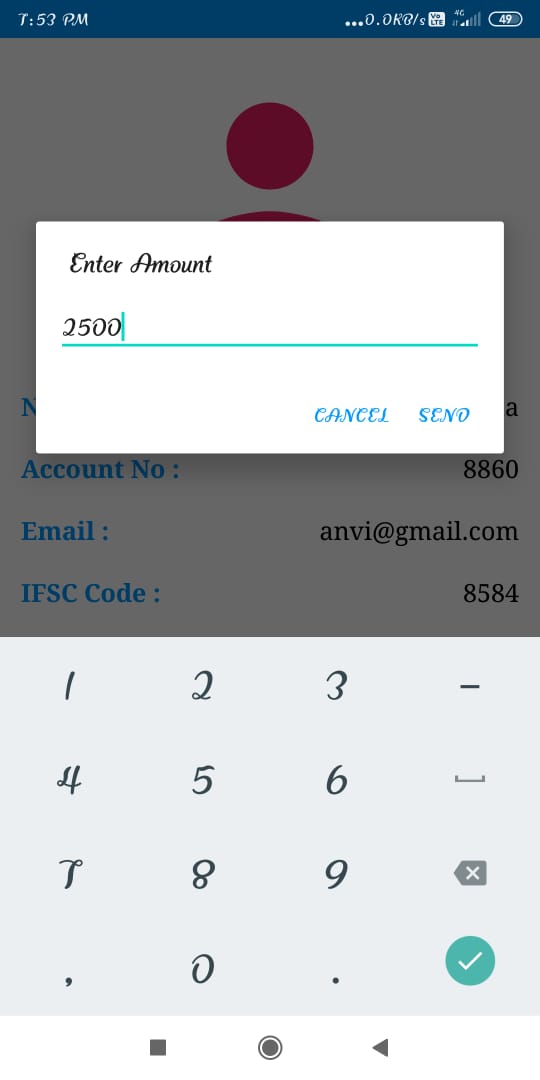 7:53 PM ...0.0KB/s Vo LTE 4G 49
Enter Amount
2500
CANCEL SEND
N a
Account No : 8860
Email : anvi@gmail.com
IFSC Code : 8584
1 2 3 –
4 5 6
7 8 9
, 0 .